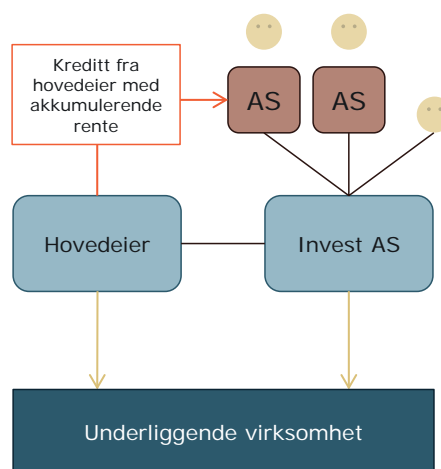 Kreditt fra
hovedeier med
akkumulerende
rente
AS
AS
Hovedeier
Invest AS
Underliggende virksomhet